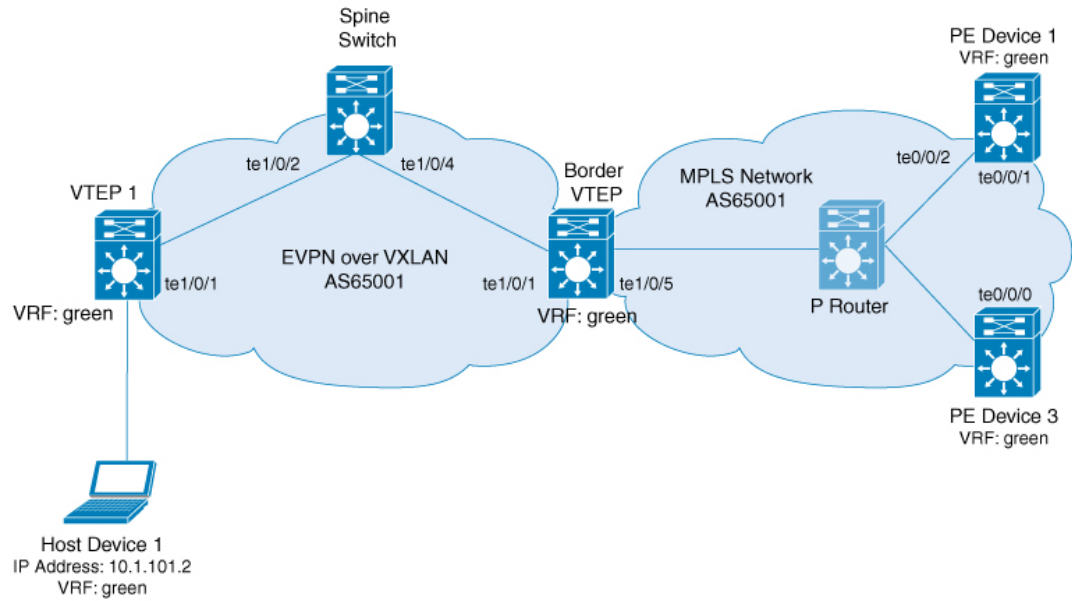 Spine
Switch
PE Device 1
VRF: green
te1/0/2
te1/0/4
te0/0/2
te0/0/1
VTEP 1
Border
VTEP
MPLS Network
AS65001
EVPN over VXLAN
AS65001
te1/0/1
te1/0/1
te1/0/5
VRF: green
VRF: green
P Router
te0/0/0
PE Device 3
VRF: green
Host Device 1
IP Address: 10.1.101.2
VRF: green